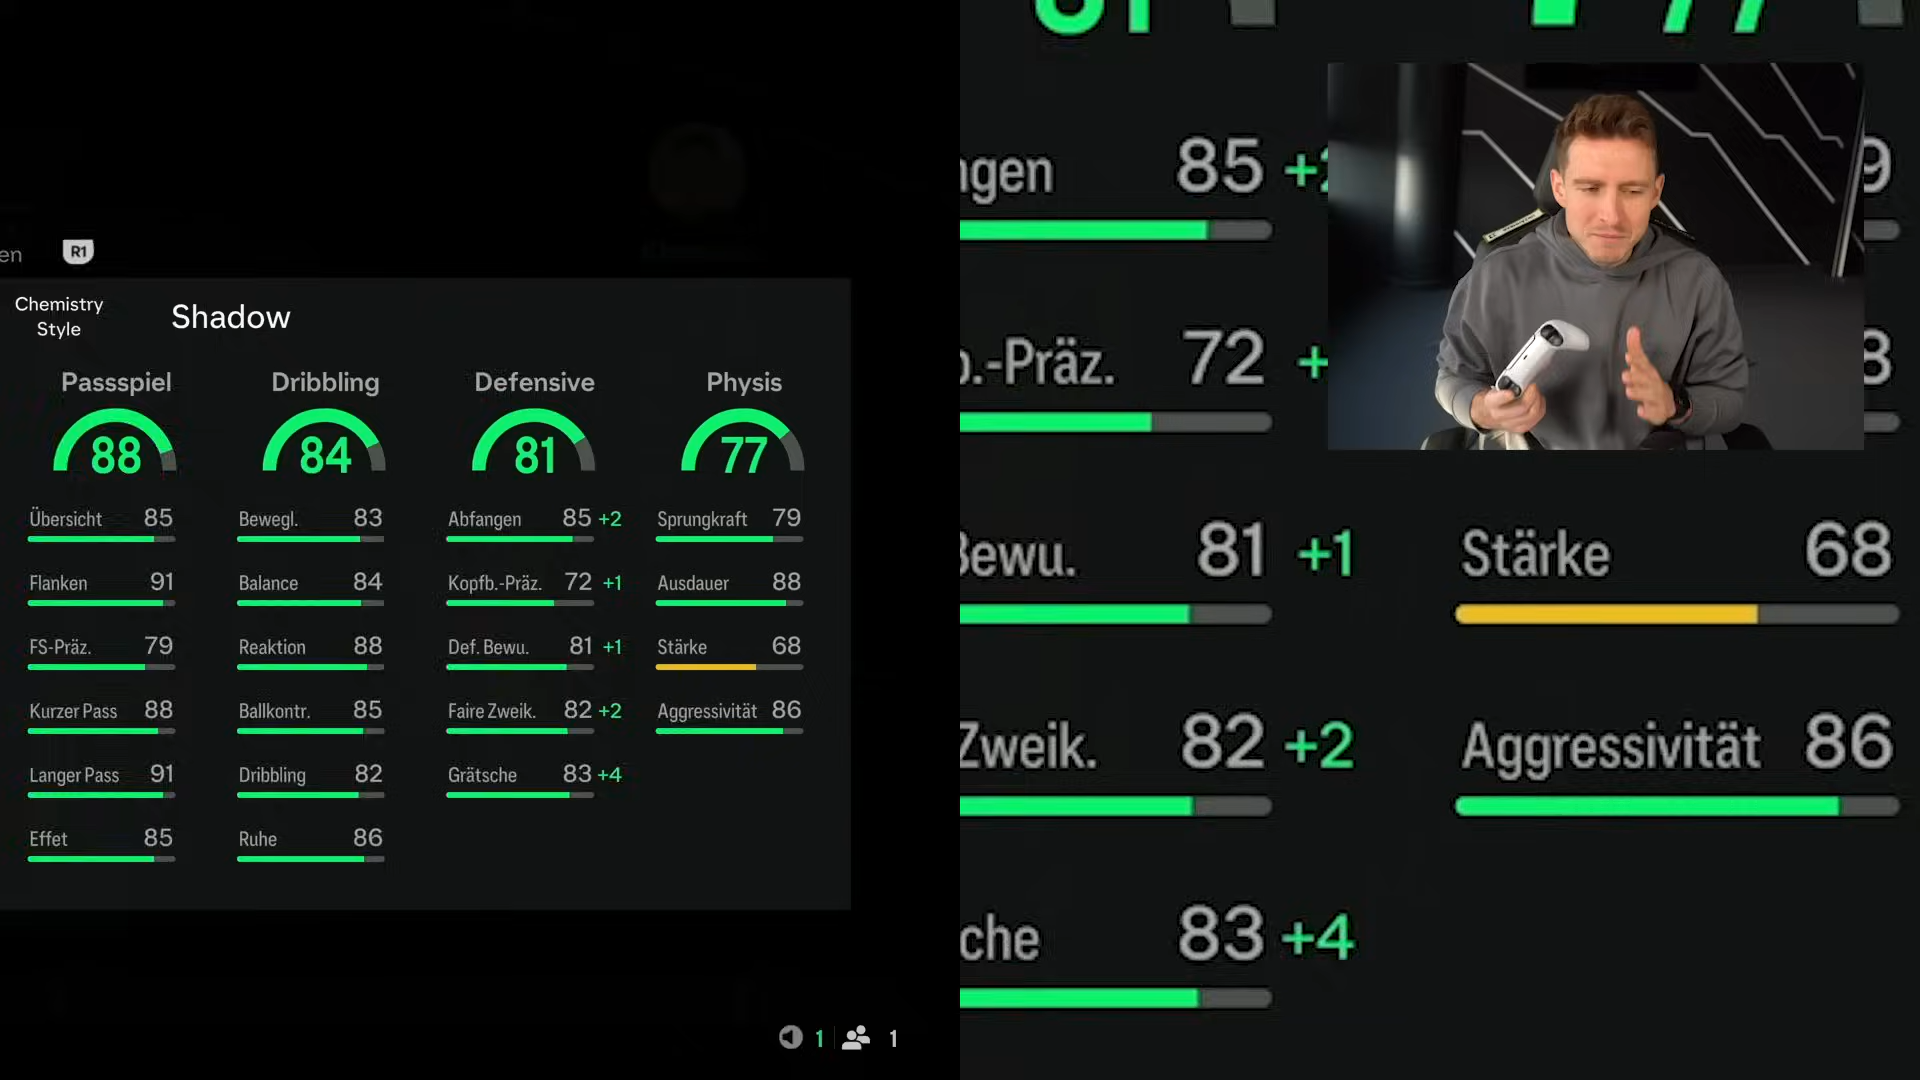 en R1
Chemistry
Style
Shadow
Passspiel Dribbling Defensive Physis
88 84 81 77
Übersicht 85 Bewegl. 83 Abfangen 85 +2 Sprungkraft 79
Flanken 91 Balance 84 Kopfb.-Präz. 72 +1 Ausdauer 88
FS-Präz. 79 Reaktion 88 Def. Bewu. 81 +1 Stärke 68
Kurzer Pass 88 Ballkontr. 85 Faire Zweik. 82 +2 Aggressivität 86
Langer Pass 91 Dribbling 82 Grätsche 83 +4
Effet 85 Ruhe 86
1 1
ngen 85 +2 9
b.-Präz. 72 + 8
Bewu. 81 +1 Stärke 68
Zweik. 82 +2 Aggressivität 86
che 83 +4